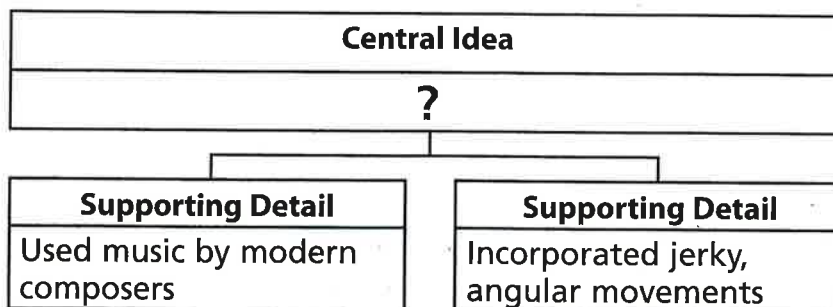 Central Idea
?
Supporting Detail
Used music by modern
composers
Supporting Detail
Incorporated jerky,
angular movements